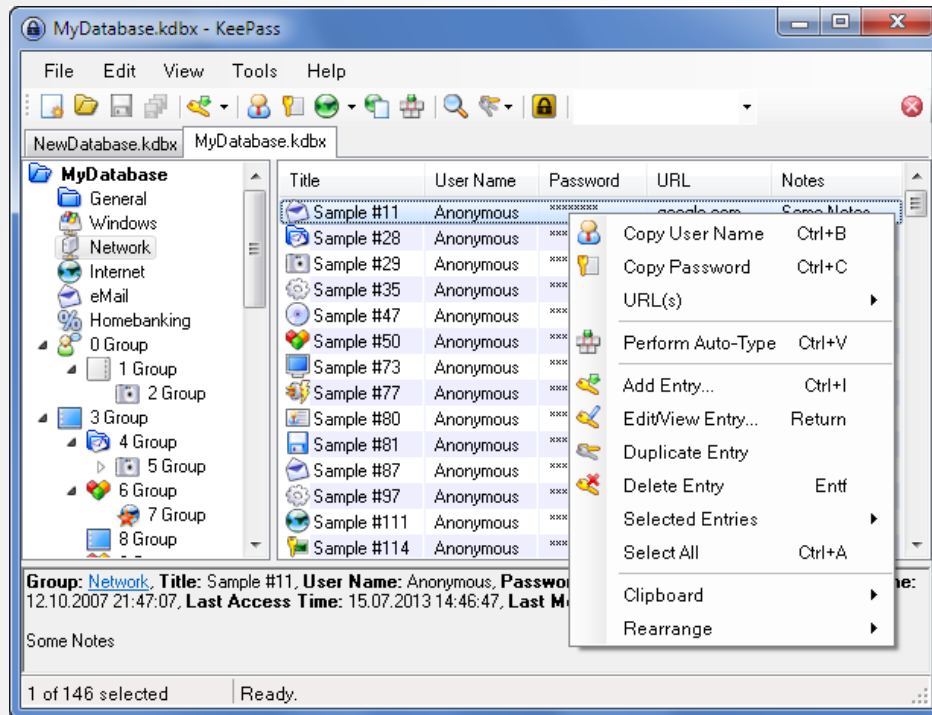 MyDatabase.kdbx - KeePass
File Edit View Tools Help
NewDatabase.kdbx MyDatabase.kdbx
MyDatabase
General
Windows
Network
Internet
eMail
Homebanking
0 Group
1 Group
2 Group
3 Group
4 Group
5 Group
6 Group
7 Group
8 Group
Title User Name Password URL Notes
Sample #11 Anonymous ******** google.com Some Notes
Sample #28 Anonymous ***
Sample #29 Anonymous ***
Sample #35 Anonymous ***
Sample #47 Anonymous ***
Sample #50 Anonymous ***
Sample #73 Anonymous ***
Sample #77 Anonymous ***
Sample #80 Anonymous ***
Sample #81 Anonymous ***
Sample #87 Anonymous ***
Sample #97 Anonymous ***
Sample #111 Anonymous ***
Sample #114 Anonymous ***
Copy User Name Ctrl+B
Copy Password Ctrl+C
URL(s)
Perform Auto-Type Ctrl+V
Add Entry... Ctrl+I
Edit/View Entry... Return
Duplicate Entry
Delete Entry Entf
Selected Entries
Select All Ctrl+A
Clipboard
Rearrange
Group: Network, Title: Sample #11, User Name: Anonymous,
12.10.2007 21:47:07, Last Access Time: 15.07.2013 14:46:47, Last
Some Notes
1 of 146 selected Ready.